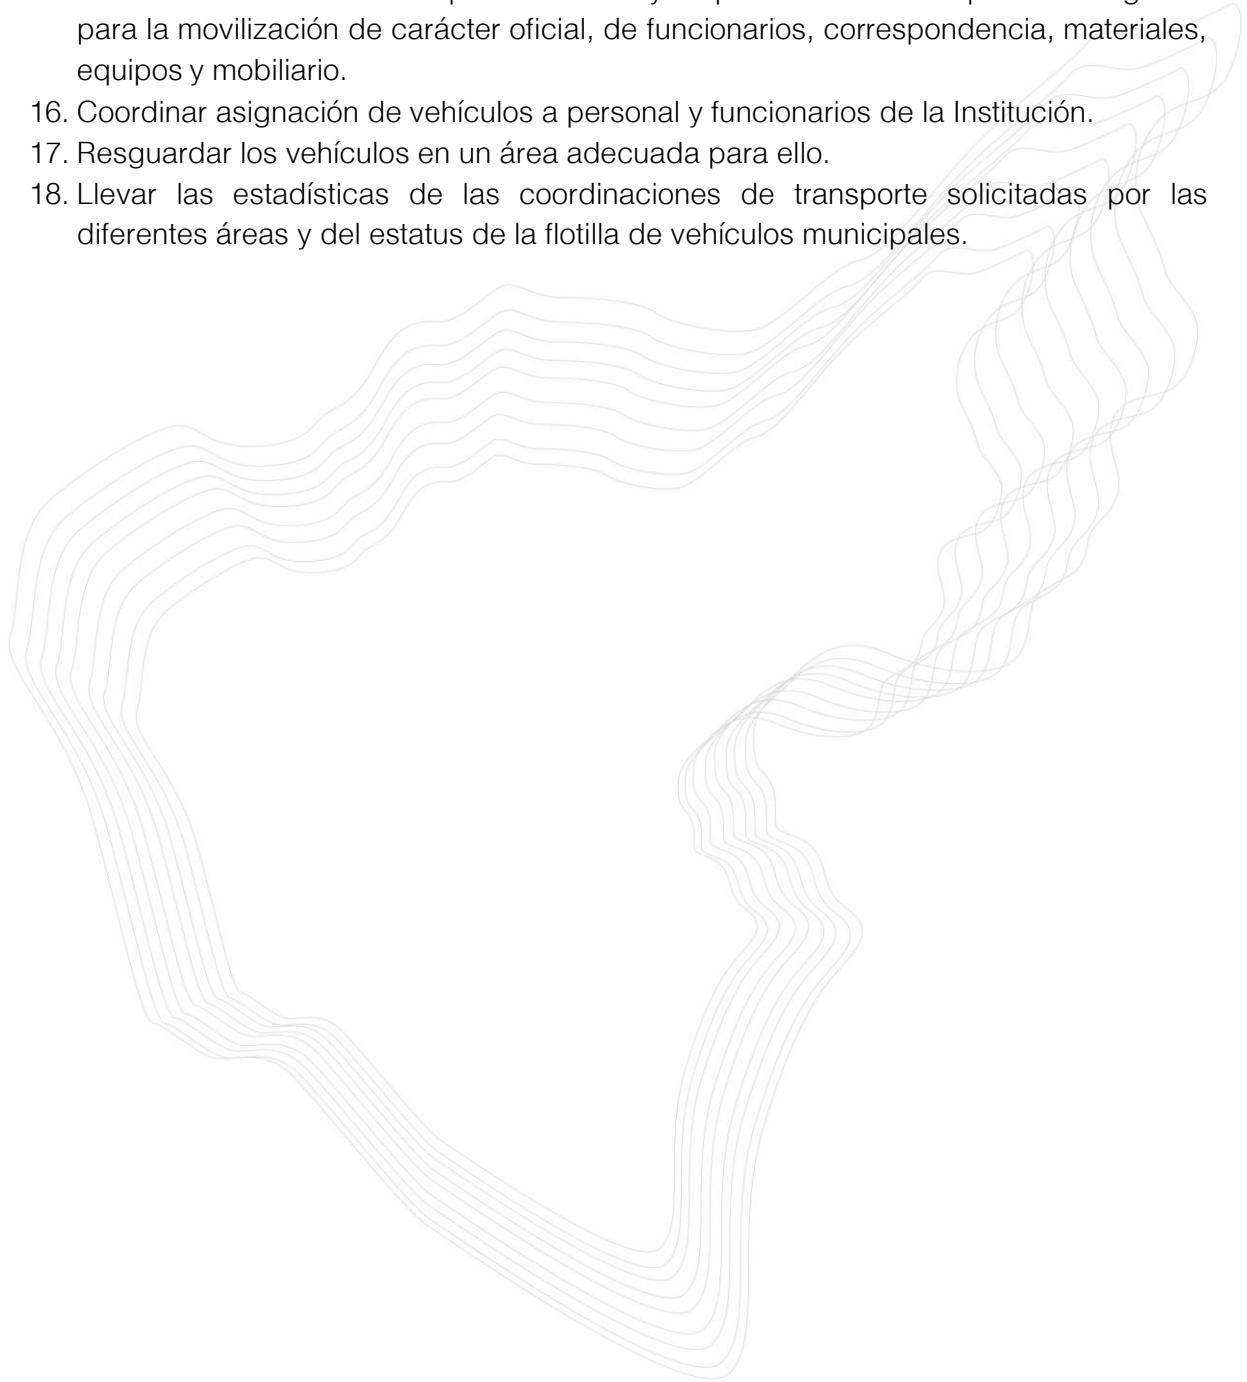 para la movilización de carácter oficial, de funcionarios, correspondencia, materiales,
equipos y mobiliario.
16. Coordinar asignación de vehículos a personal y funcionarios de la Institución.
17. Resguardar los vehículos en un área adecuada para ello.
18. Llevar las estadísticas de las coordinaciones de transporte solicitadas por las
diferentes áreas y del estatus de la flotilla de vehículos municipales.